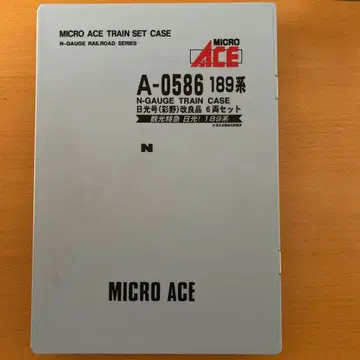 MICRO ACE TRAIN SET CASE
N-GAUGE RAILROAD SERIES
MICRO
ACE
A-0586 189系
N-GAUGE TRAIN CASE
日光号(彩野)改良品 6両セット
観光特急 日光! 189系
N
MICRO ACE